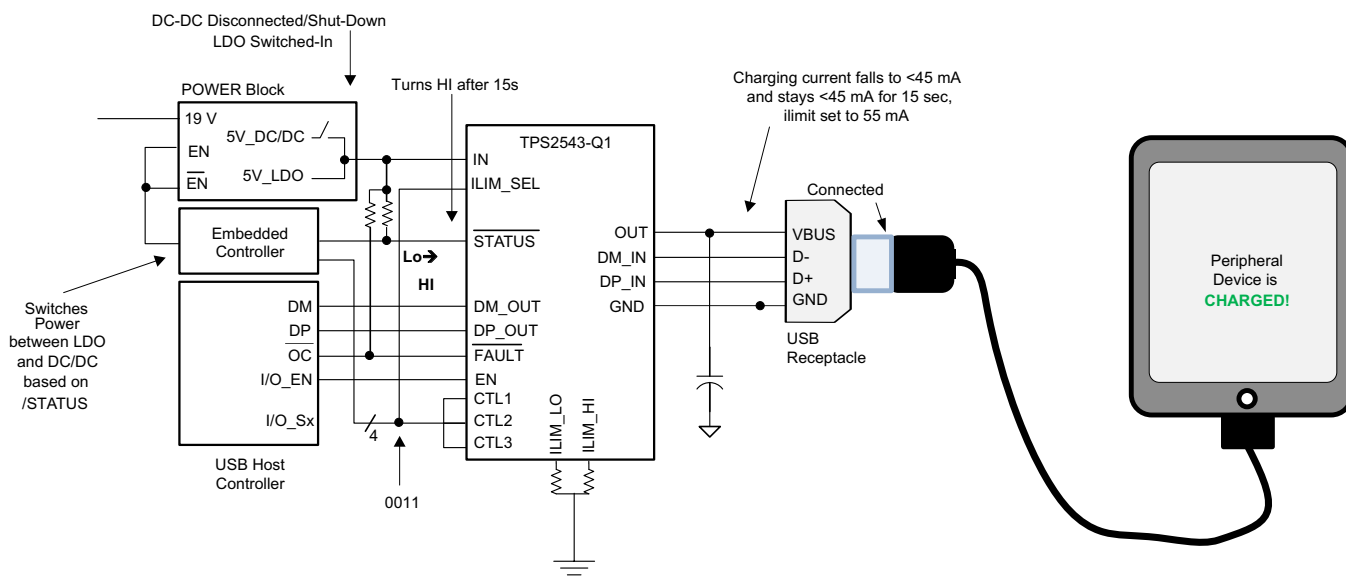 DC-DC Disconnected/Shut-Down
LDO Switched-In
POWER Block
19 V
EN
EN
5V_DC/DC
5V_LDO
Embedded
Controller
Switches
Power
between LDO
and DC/DC
based on
/STATUS
DM
DP
OC
I/O_EN
I/O_Sx
USB Host
Controller
Turns HI after 15s
Lo→
HI
4
0011
TPS2543-Q1
IN
ILIM_SEL
STATUS
DM_OUT
DP_OUT
FAULT
EN
CTL1
CTL2
CTL3
ILIM_LO
ILIM_HI
OUT
DM_IN
DP_IN
GND
Charging current falls to <45 mA
and stays <45 mA for 15 sec,
ilimit set to 55 mA
Connected
VBUS
D-
D+
GND
USB
Receptacle
Peripheral
Device is
CHARGED!